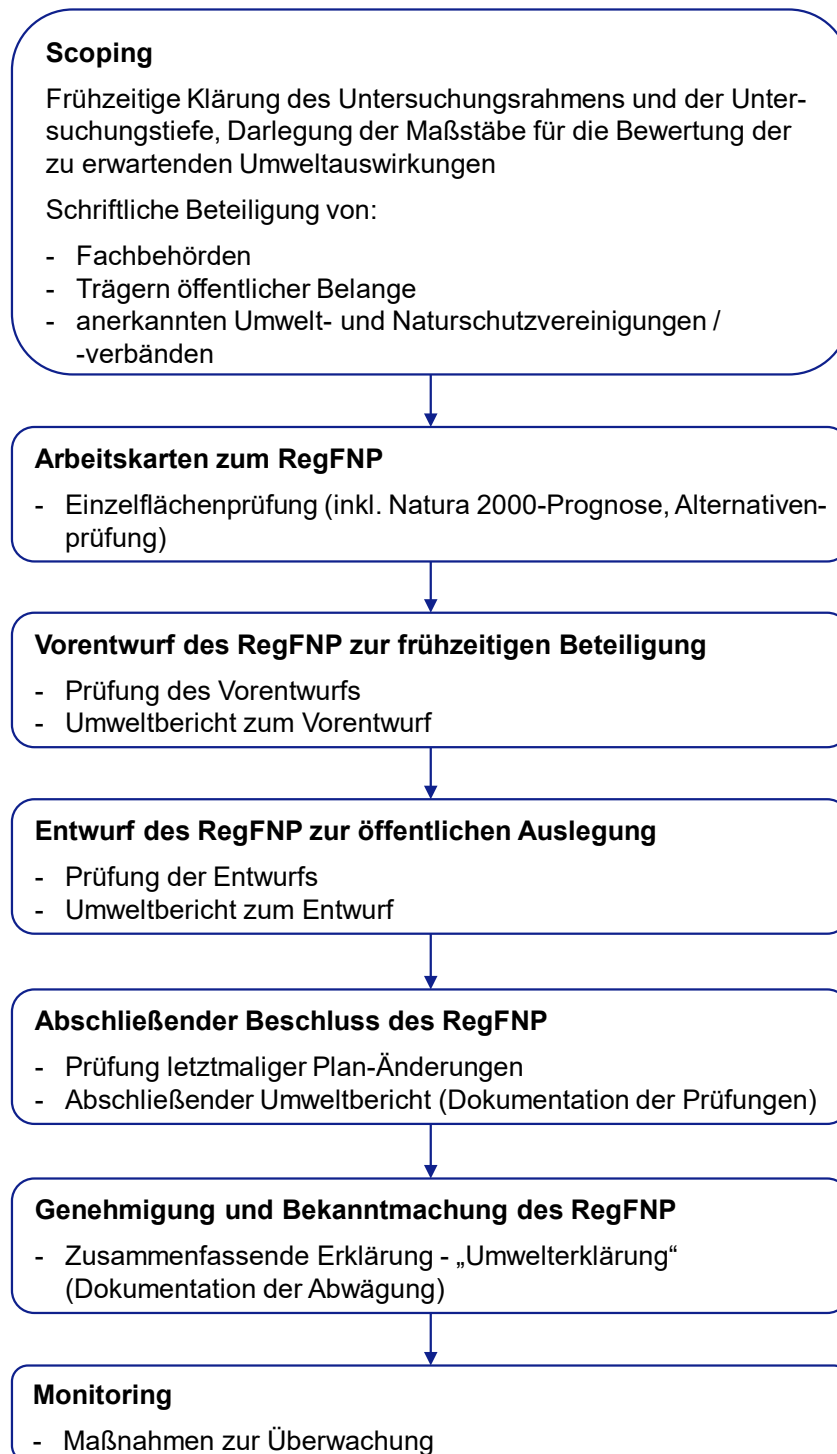 Scoping
Frühzeitige Klärung des Untersuchungsrahmens und der Unter-
suchungstiefe, Darlegung der Maßstäbe für die Bewertung der
zu erwartenden Umweltauswirkungen
Schriftliche Beteiligung von:
- Fachbehörden
- Trägern öffentlicher Belange
- anerkannten Umwelt- und Naturschutzvereinigungen /
-verbänden
Arbeitskarten zum RegFNP
- Einzelflächenprüfung (inkl. Natura 2000-Prognose, Alternativen-
prüfung)
Vorentwurf des RegFNP zur frühzeitigen Beteiligung
- Prüfung des Vorentwurfs
- Umweltbericht zum Vorentwurf
Entwurf des RegFNP zur öffentlichen Auslegung
- Prüfung der Entwurfs
- Umweltbericht zum Entwurf
Abschließender Beschluss des RegFNP
- Prüfung letztmaliger Plan-Änderungen
- Abschließender Umweltbericht (Dokumentation der Prüfungen)
Genehmigung und Bekanntmachung des RegFNP
- Zusammenfassende Erklärung - „Umwelterklärung“
(Dokumentation der Abwägung)
Monitoring
- Maßnahmen zur Überwachung